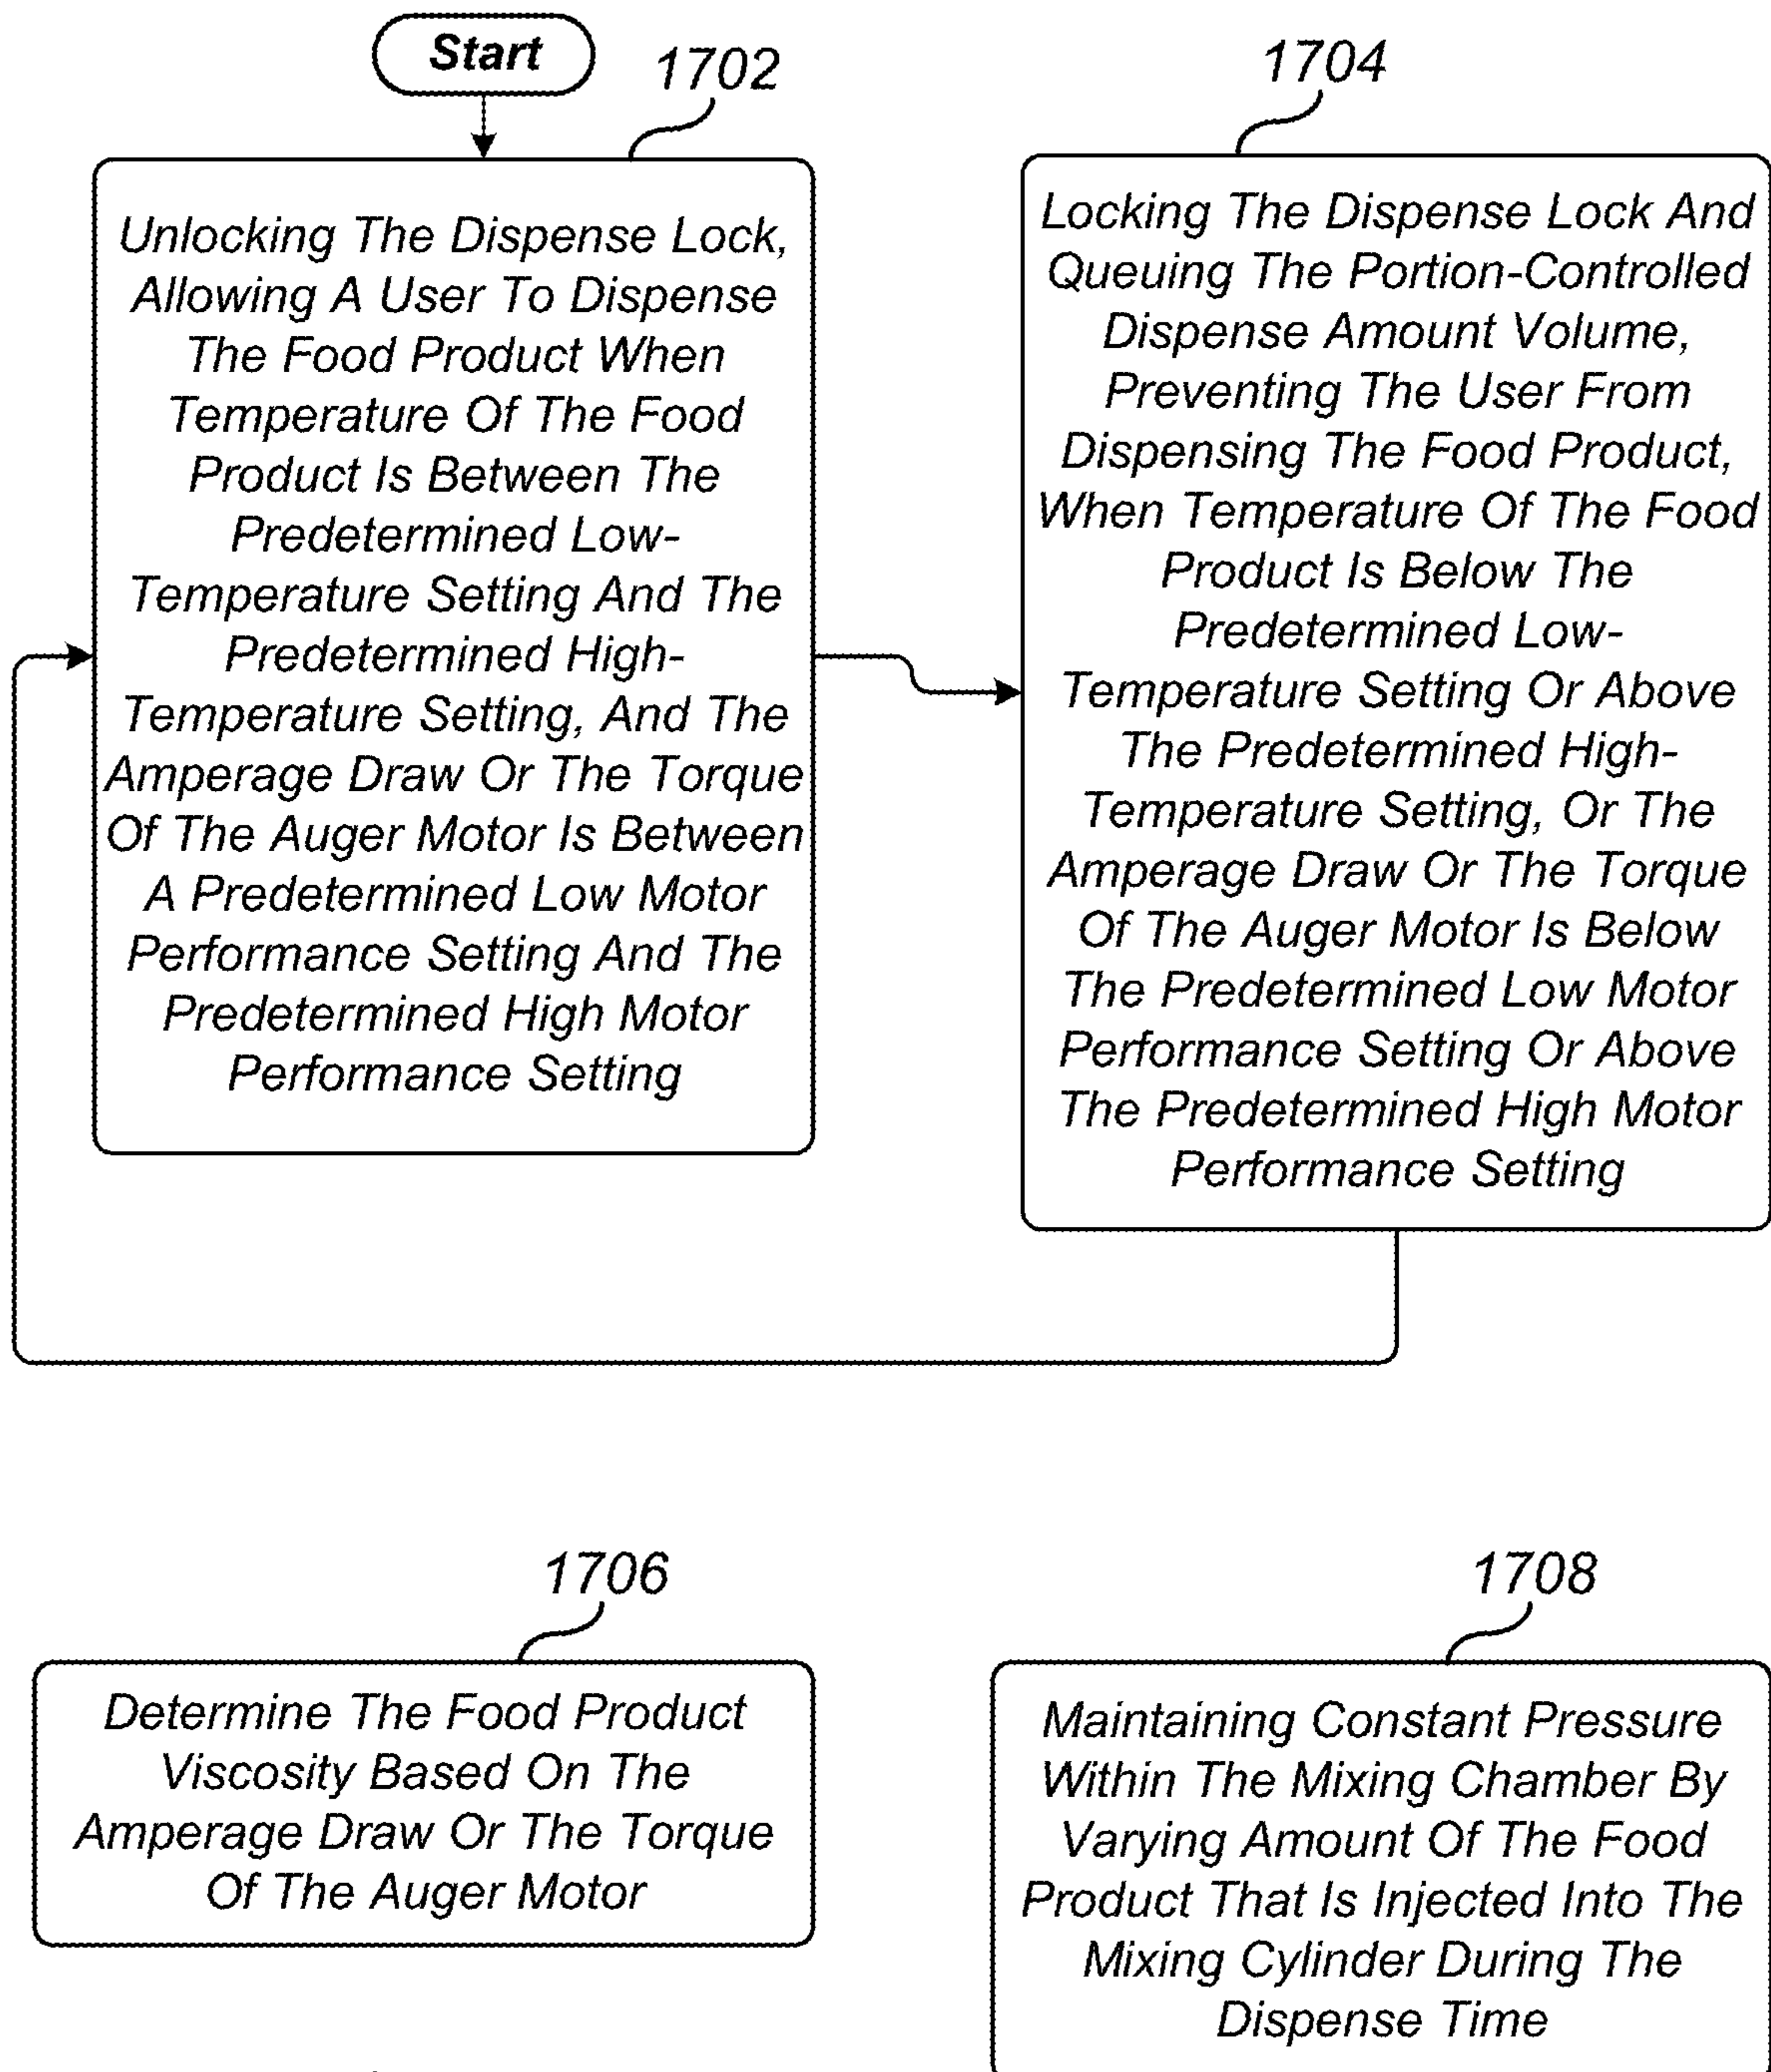 Start
1702
Unlocking The Dispense Lock,
Allowing A User To Dispense
The Food Product When
Temperature Of The Food
Product Is Between The
Predetermined Low-
Temperature Setting And The
Predetermined High-
Temperature Setting, And The
Amperage Draw Or The Torque
Of The Auger Motor Is Between
A Predetermined Low Motor
Performance Setting And The
Predetermined High Motor
Performance Setting
1704
Locking The Dispense Lock And
Queuing The Portion-Controlled
Dispense Amount Volume,
Preventing The User From
Dispensing The Food Product,
When Temperature Of The Food
Product Is Below The
Predetermined Low-
Temperature Setting Or Above
The Predetermined High-
Temperature Setting, Or The
Amperage Draw Or The Torque
Of The Auger Motor Is Below
The Predetermined Low Motor
Performance Setting Or Above
The Predetermined High Motor
Performance Setting
1706
Determine The Food Product
Viscosity Based On The
Amperage Draw Or The Torque
Of The Auger Motor
1708
Maintaining Constant Pressure
Within The Mixing Chamber By
Varying Amount Of The Food
Product That Is Injected Into The
Mixing Cylinder During The
Dispense Time